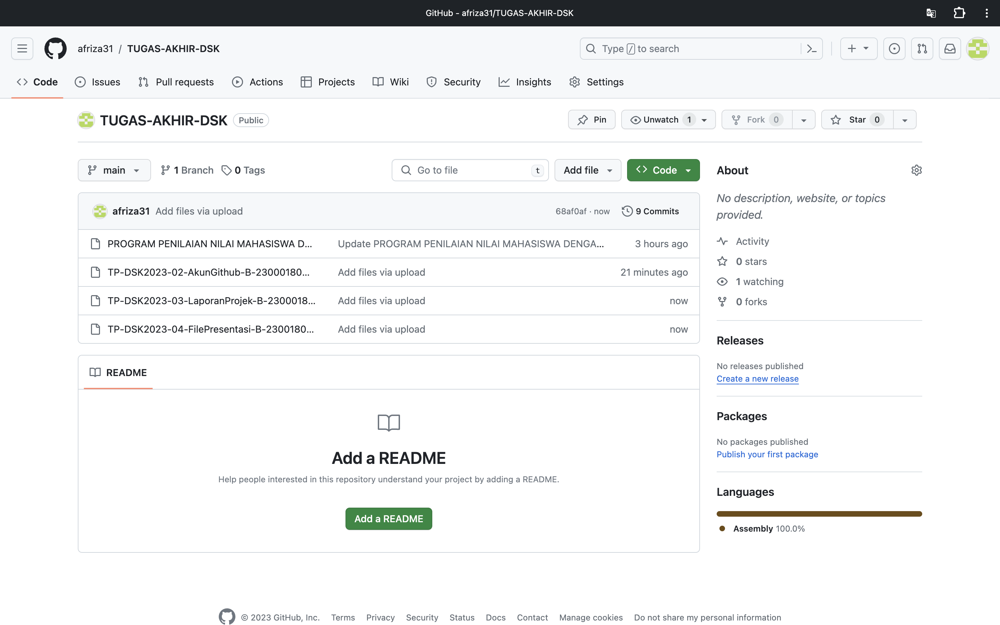 GitHub - afriza31/TUGAS-AKHIR-DSK
afriza31 / TUGAS-AKHIR-DSK
Type / to search
Code Issues Pull requests Actions Projects Wiki Security Insights Settings
TUGAS-AKHIR-DSK Public
Pin Unwatch 1 Fork 0 Star 0
main 1 Branch 0 Tags Go to file t Add file Code
afriza31 Add files via upload 68af0af · now 9 Commits
PROGRAM PENILAIAN NILAI MAHASISWA D... Update PROGRAM PENILAIAN NILAI MAHASISWA DENGA... 3 hours ago
TP-DSK2023-02-AkunGithub-B-23000180... Add files via upload 21 minutes ago
TP-DSK2023-03-LaporanProjek-B-2300018... Add files via upload now
TP-DSK2023-04-FilePresentasi-B-2300180... Add files via upload now
README
Add a README
Help people interested in this repository understand your project by adding a README.
Add a README
About
No description, website, or topics
provided.
Activity
0 stars
1 watching
0 forks
Releases
No releases published
Create a new release
Packages
No packages published
Publish your first package
Languages
Assembly 100.0%
© 2023 GitHub, Inc. Terms Privacy Security Status Docs Contact Manage cookies Do not share my personal information